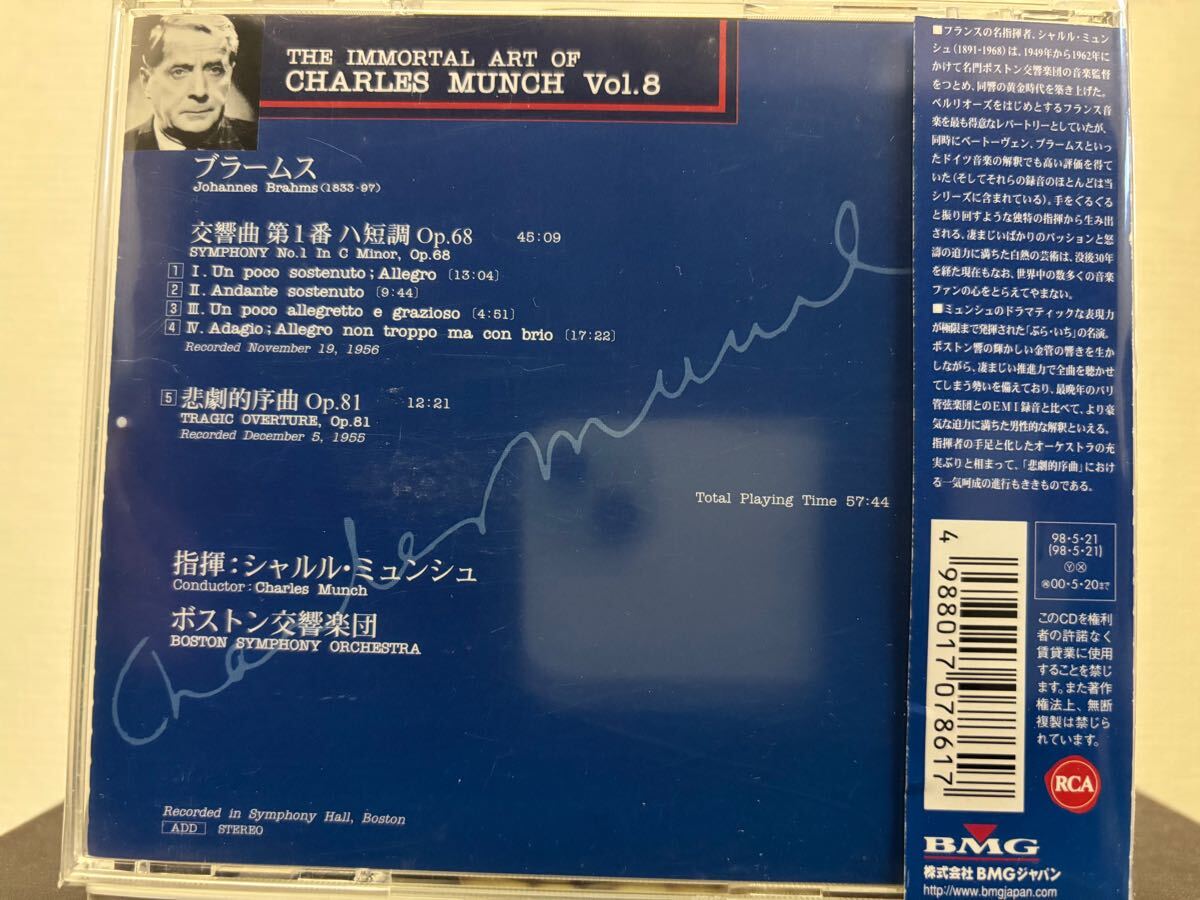 THE IMMORTAL ART OF
CHARLES MUNCH Vol.8
ブラームス
Johannes Brahms(1833-97)
交響曲 第1番 ハ短調 Op.68 45:09
SYMPHONY No.1 In C Minor, Op.68
1 I. Un poco sostenuto; Allegro [13:04]
2 II. Andante sostenuto [9:44]
3 III. Un poco allegretto e grazioso [4:51]
4 IV. Adagio; Allegro non troppo ma con brio [17:22]
Recorded November 19, 1956
5 悲劇的序曲 Op.81 12:21
TRAGIC OVERTURE, Op.81
Recorded December 5, 1955
Total Playing Time 57:44
Charles Munch
指揮:シャルル・ミュンシュ
Conductor:Charles Munch
ボストン交響楽団
BOSTON SYMPHONY ORCHESTRA
Recorded in Symphony Hall, Boston
ADD STEREO
■フランスの名指揮者、シャルル・ミュン
シュ(1891-1968)は、1949年から1962年に
かけて名門ボストン交響楽団の音楽監督
をつとめ、同響の黄金時代を築き上げた。
ベルリオーズをはじめとするフランス音
楽を最も得意なレパートリーとしていたが、
同時にベートーヴェン、ブラームスといっ
たドイツ音楽の解釈でも高い評価を得て
いた(そしてそれらの録音のほとんどは当
シリーズに含まれている)。手をぐるぐる
と振り回すような独特の指揮から生み出
される、凄まじいばかりのパッションと怒
濤の迫力に満ちた白熱の芸術は、没後30年
を経た現在もなお、世界中の数多くの音楽
ファンの心をとらえてやまない。
■ミュンシュのドラマティックな表現力
が極限まで発揮された「ぶら・いち」の名演。
ボストン響の輝かしい金管の響きを生か
しながら、凄まじい推進力で全曲を聴かせ
てしまう勢いを備えており、最晩年のパリ
管弦楽団とのEMI録音と比べて、より豪
気な迫力に満ちた男性的な解釈といえる。
指揮者の手足と化したオーケストラの充
実ぶりと相まって、「悲劇的序曲」におけ
る一気呵成の進行もききものである。
4988017078617
98・5・21
(98・5・21)
Ⓨ Ⓧ
00・5・20まで
このCDを権利
者の許諾なく
賃貸業に使用
することを禁じ
ます。また著作
権法上、無断
複製は禁じら
れています。
RCA
BMG
株式会社BMGジャパン
http://www.bmgjapan.com